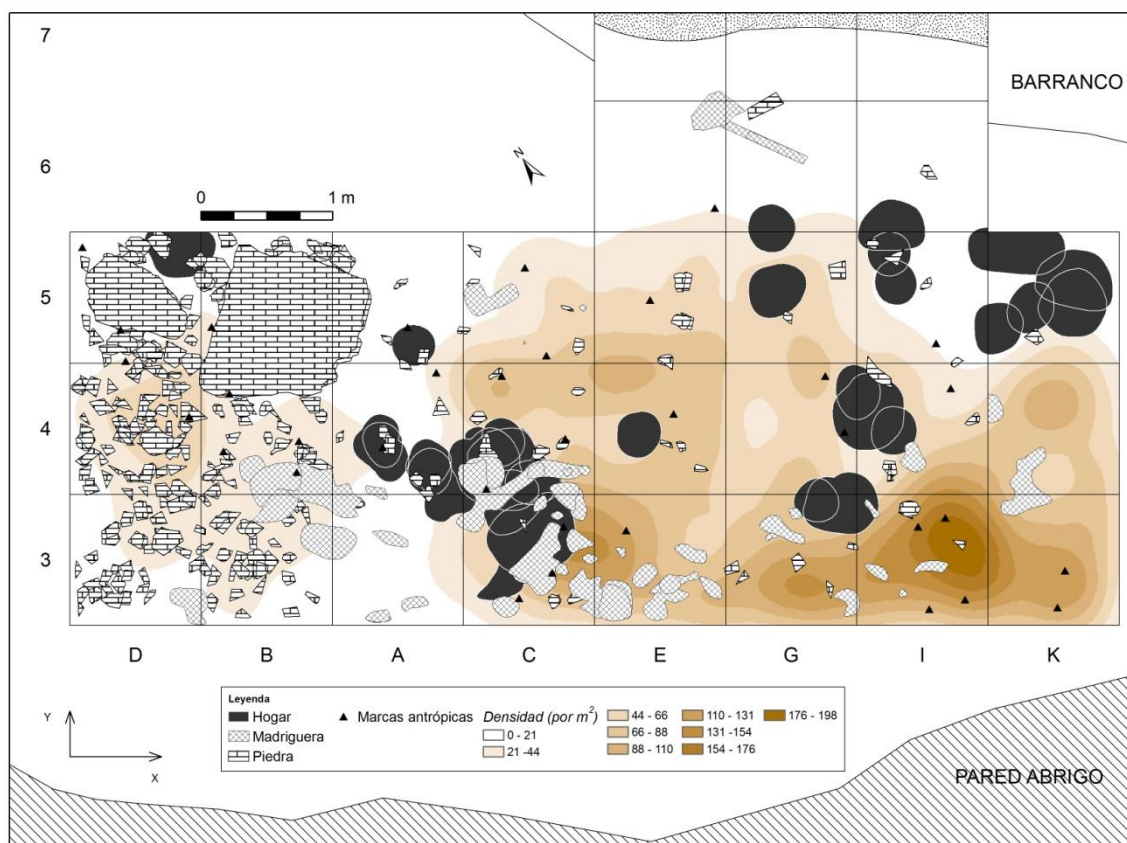 7
BARRANCO
6
N
0 1 m
5
4
3
D B A C E G I K
Leyenda
Hogar
Madriguera
Piedra
Marcas antrópicas
Densidad (por m²)
0 - 21
21 -44
44 - 66
66 - 88
88 - 110
110 - 131
131 -154
154 - 176
176 - 198
Y
X
PARED ABRIGO